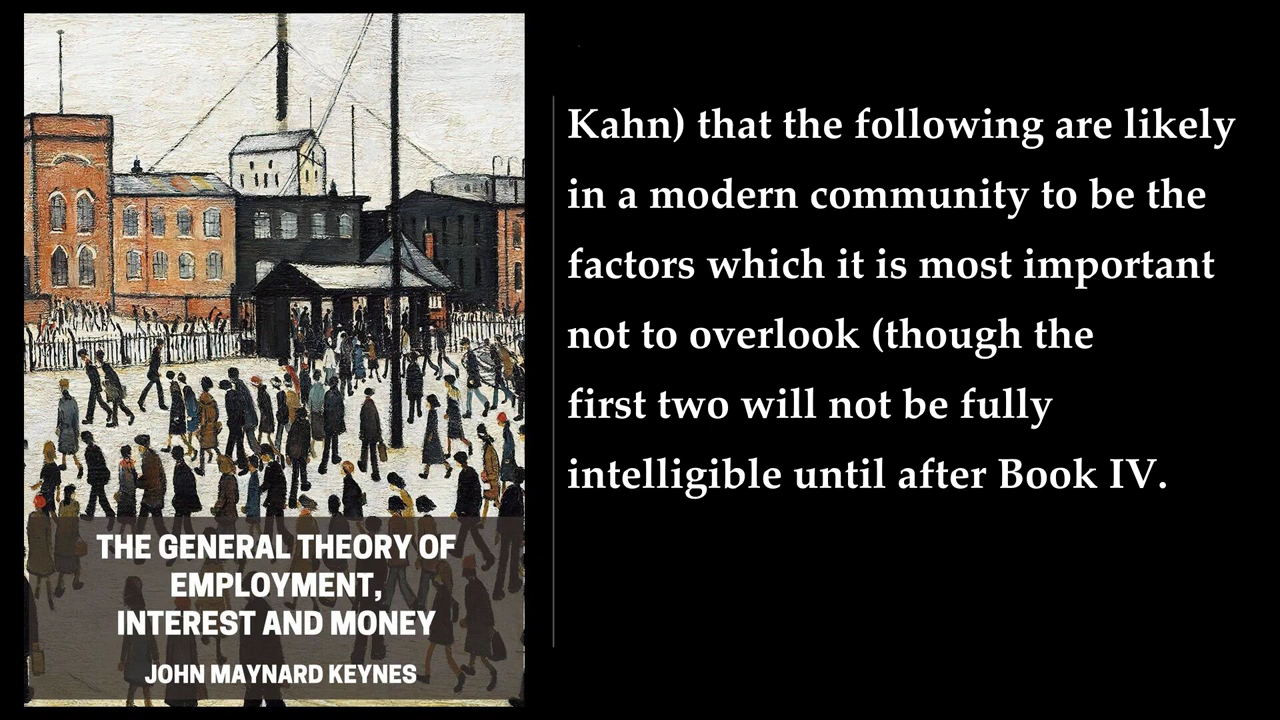 THE GENERAL THEORY OF
EMPLOYMENT,
INTEREST AND MONEY
JOHN MAYNARD KEYNES
Kahn) that the following are likely
in a modern community to be the
factors which it is most important
not to overlook (though the
first two will not be fully
intelligible until after Book IV.